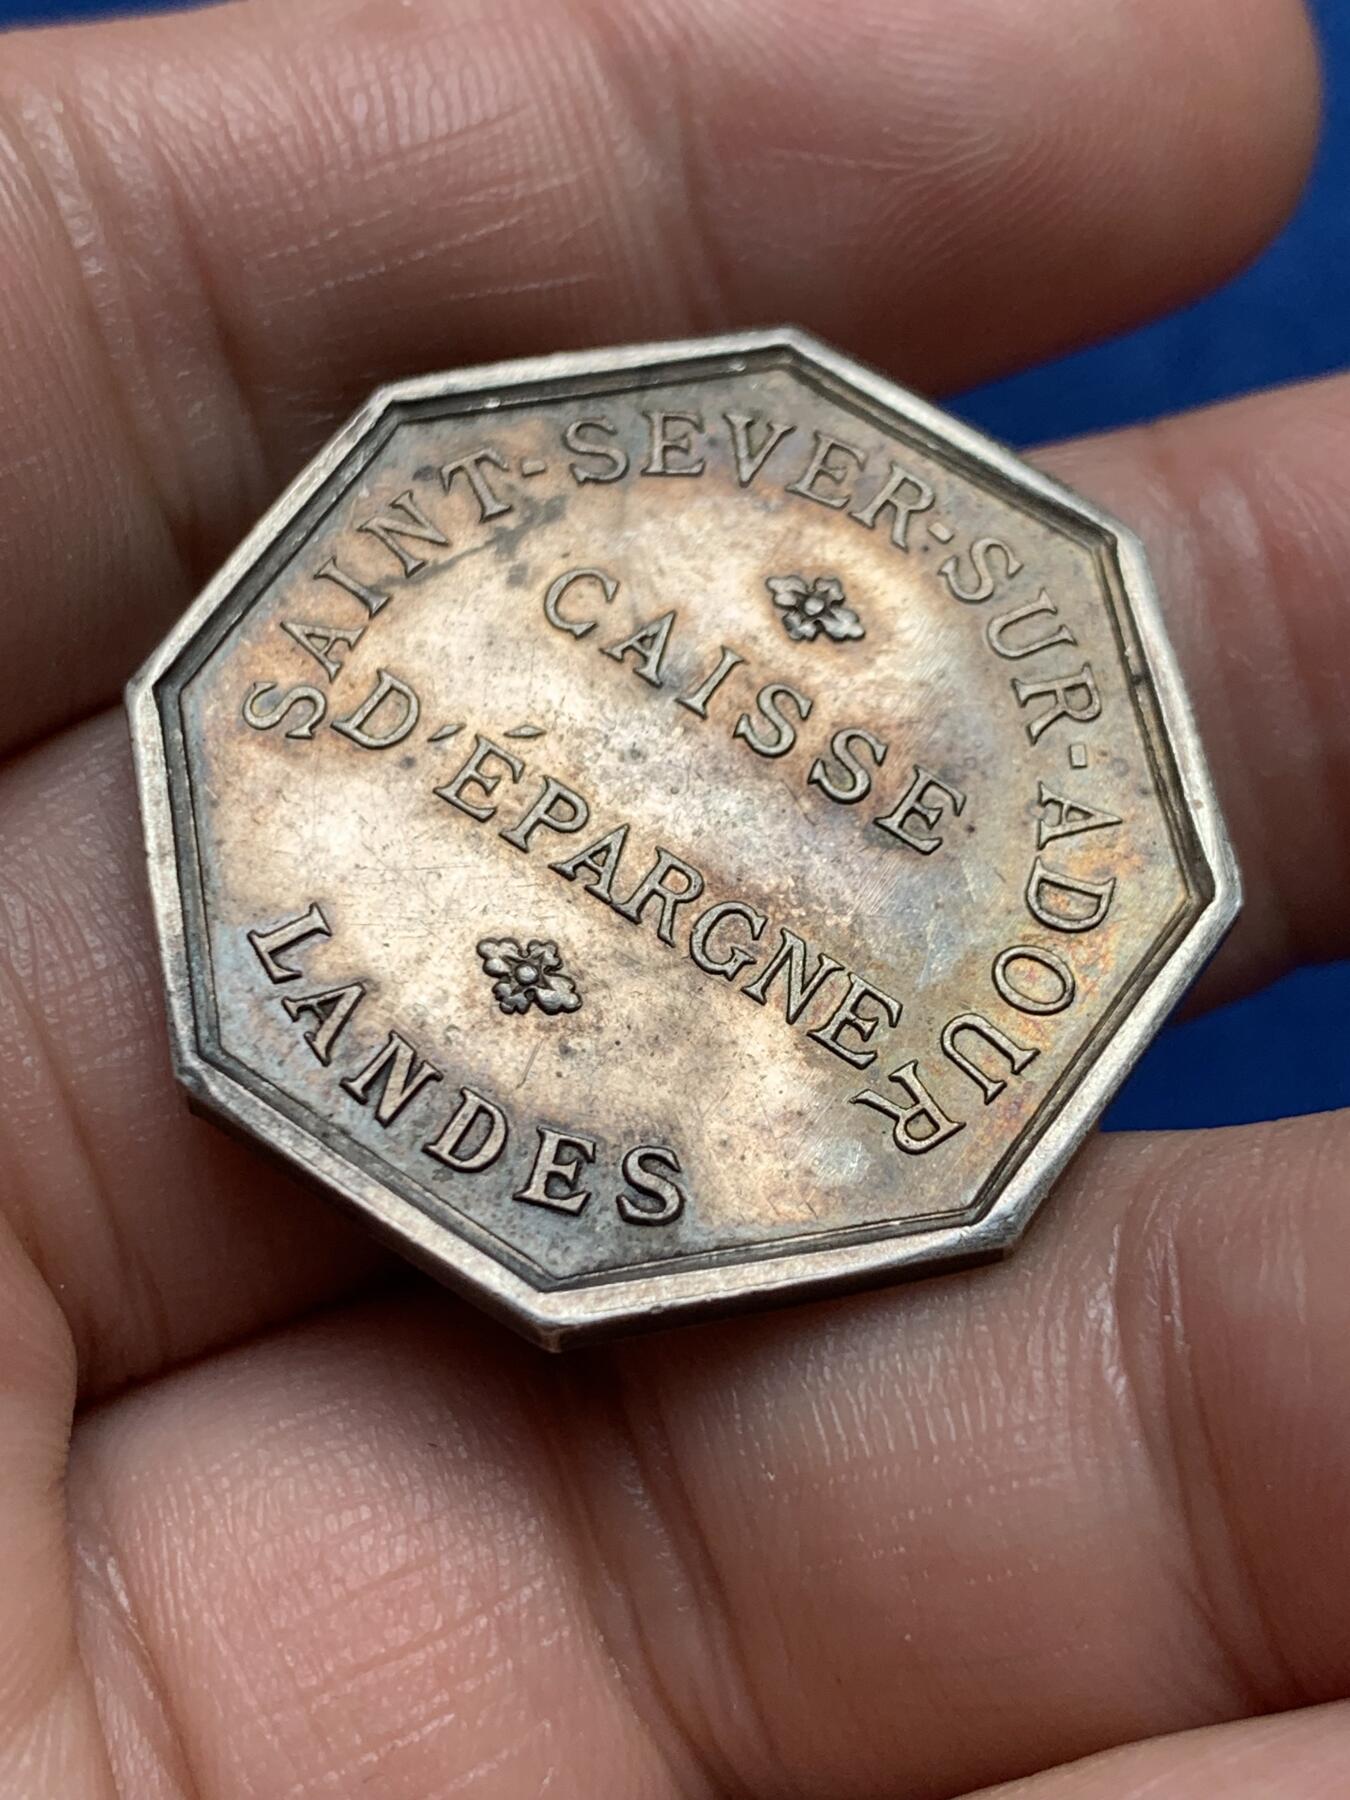 SAINT-SEVER-SUR-ADOUR
CAISSE
D'ÉPARGNE
LANDES